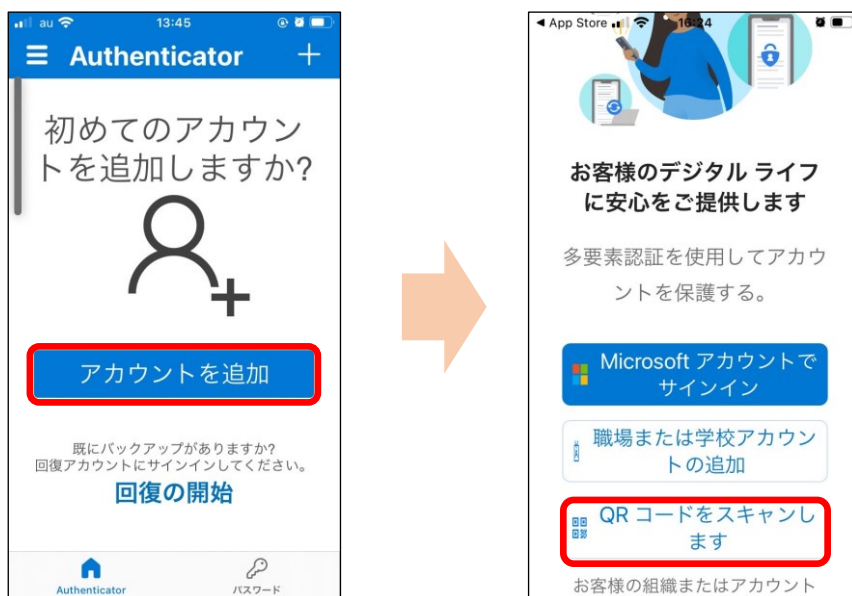 au 13:45
Authenticator
初めてのアカウン
トを追加しますか?
アカウントを追加
既にバックアップがありますか?
回復アカウントにサインインしてください。
回復の開始
Authenticator パスワード
App Store 16:24
お客様のデジタル ライフ
に安心をご提供します
多要素認証を使用してアカウ
ントを保護する。
Microsoft アカウントで
サインイン
職場または学校アカウン
トの追加
QR コードをスキャンし
ます
お客様の組織またはアカウント